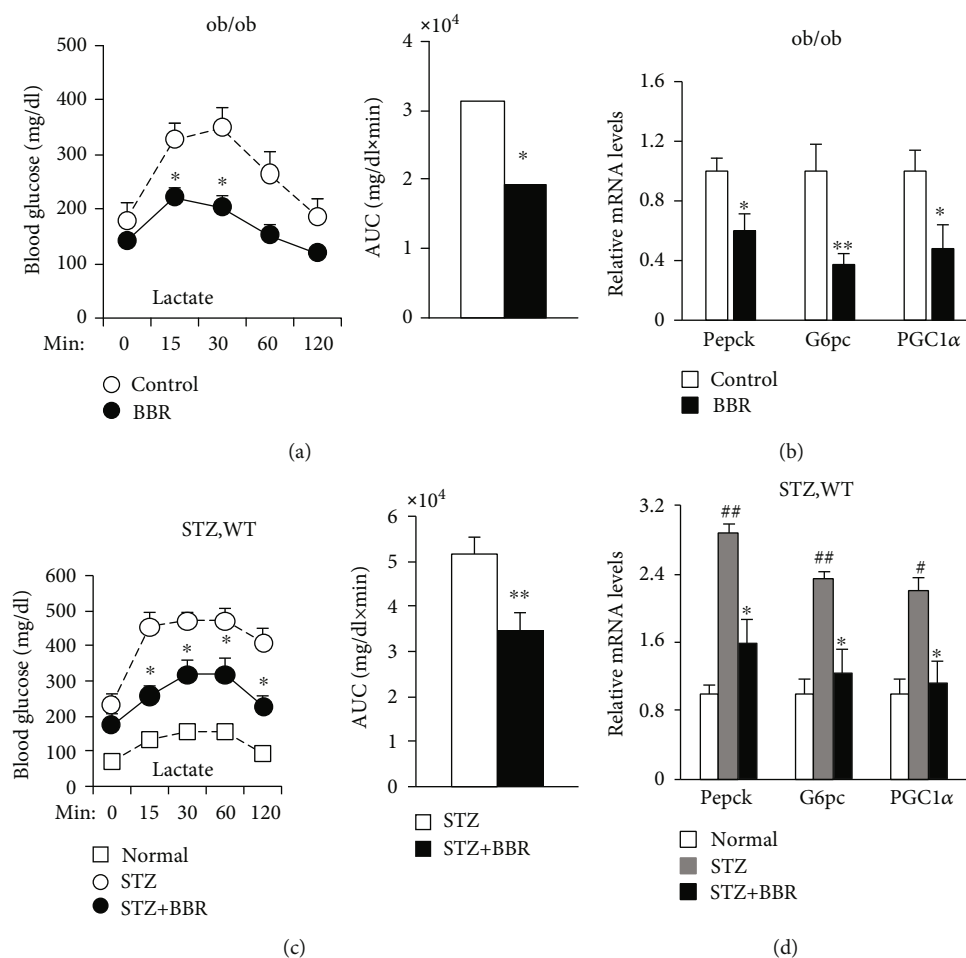 ob/ob
Blood glucose (mg/dl)
500
400
300
200
100
0
*
*
Lactate
Min: 0 15 30 60 120
Control
BBR
×10⁴
AUC (mg/dl×min)
4
3
2
1
0
*
(a)
ob/ob
Relative mRNA levels
1.6
1.2
0.8
0.4
0
*
**
*
Pepck G6pc PGC1α
Control
BBR
(b)
STZ,WT
Blood glucose (mg/dl)
600
500
400
300
200
100
0
*
*
*
*
Lactate
Min: 0 15 30 60 120
Normal
STZ
STZ+BBR
×10⁴
AUC (mg/dl×min)
6
5
4
3
2
1
0
**
STZ
STZ+BBR
(c)
STZ,WT
Relative mRNA levels
3.2
2.4
1.6
0.8
0
##
*
##
*
#
*
Pepck G6pc PGC1α
Normal
STZ
STZ+BBR
(d)